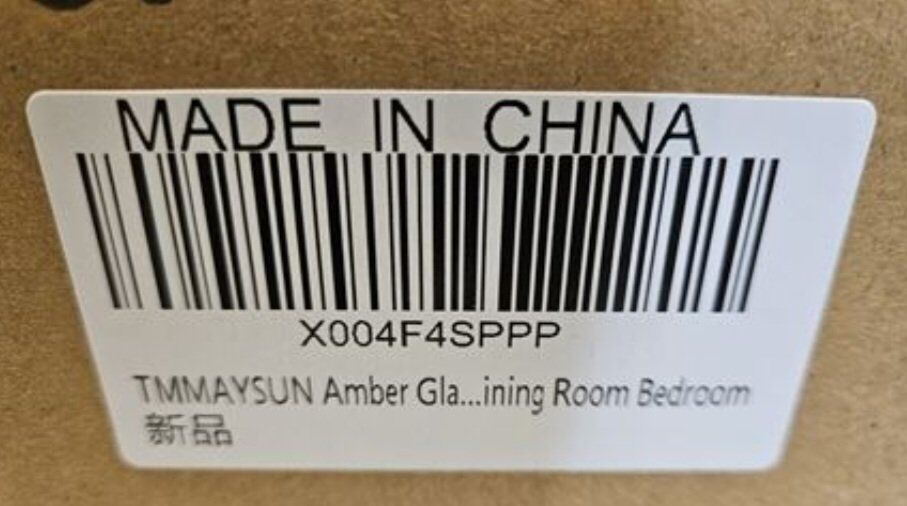 MADE IN CHINA
X004F4SPPP
TMMAYSUN Amber Gla...ining Room Bedroom
新品